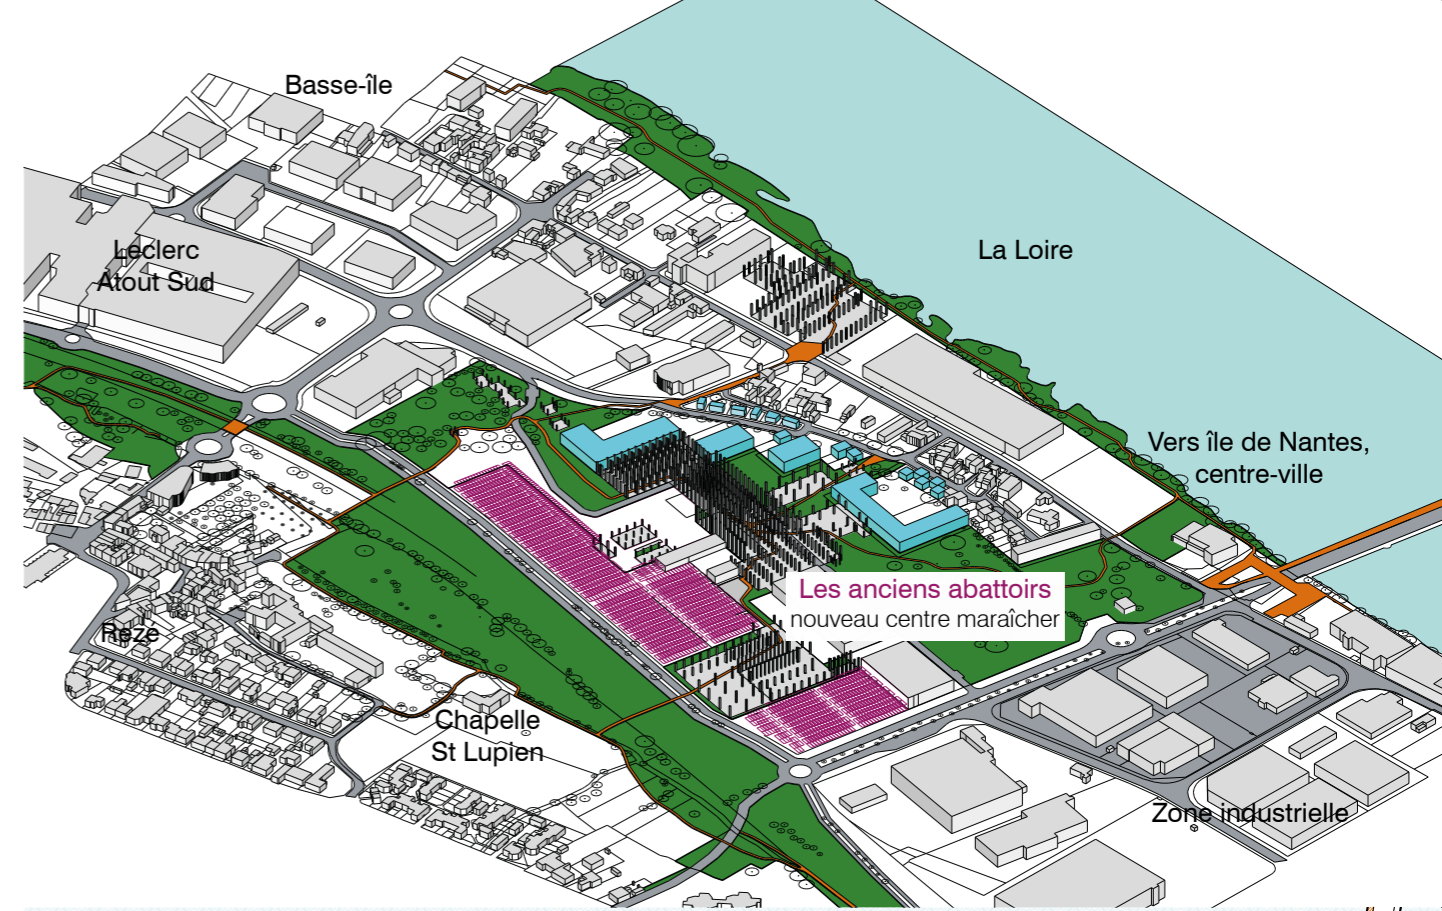 Basse-île
Leclerc
Atout Sud
La Loire
Vers île de Nantes,
centre-ville
Les anciens abattoirs
nouveau centre maraîcher
Rezé
Chapelle
St Lupien
Zone industrielle